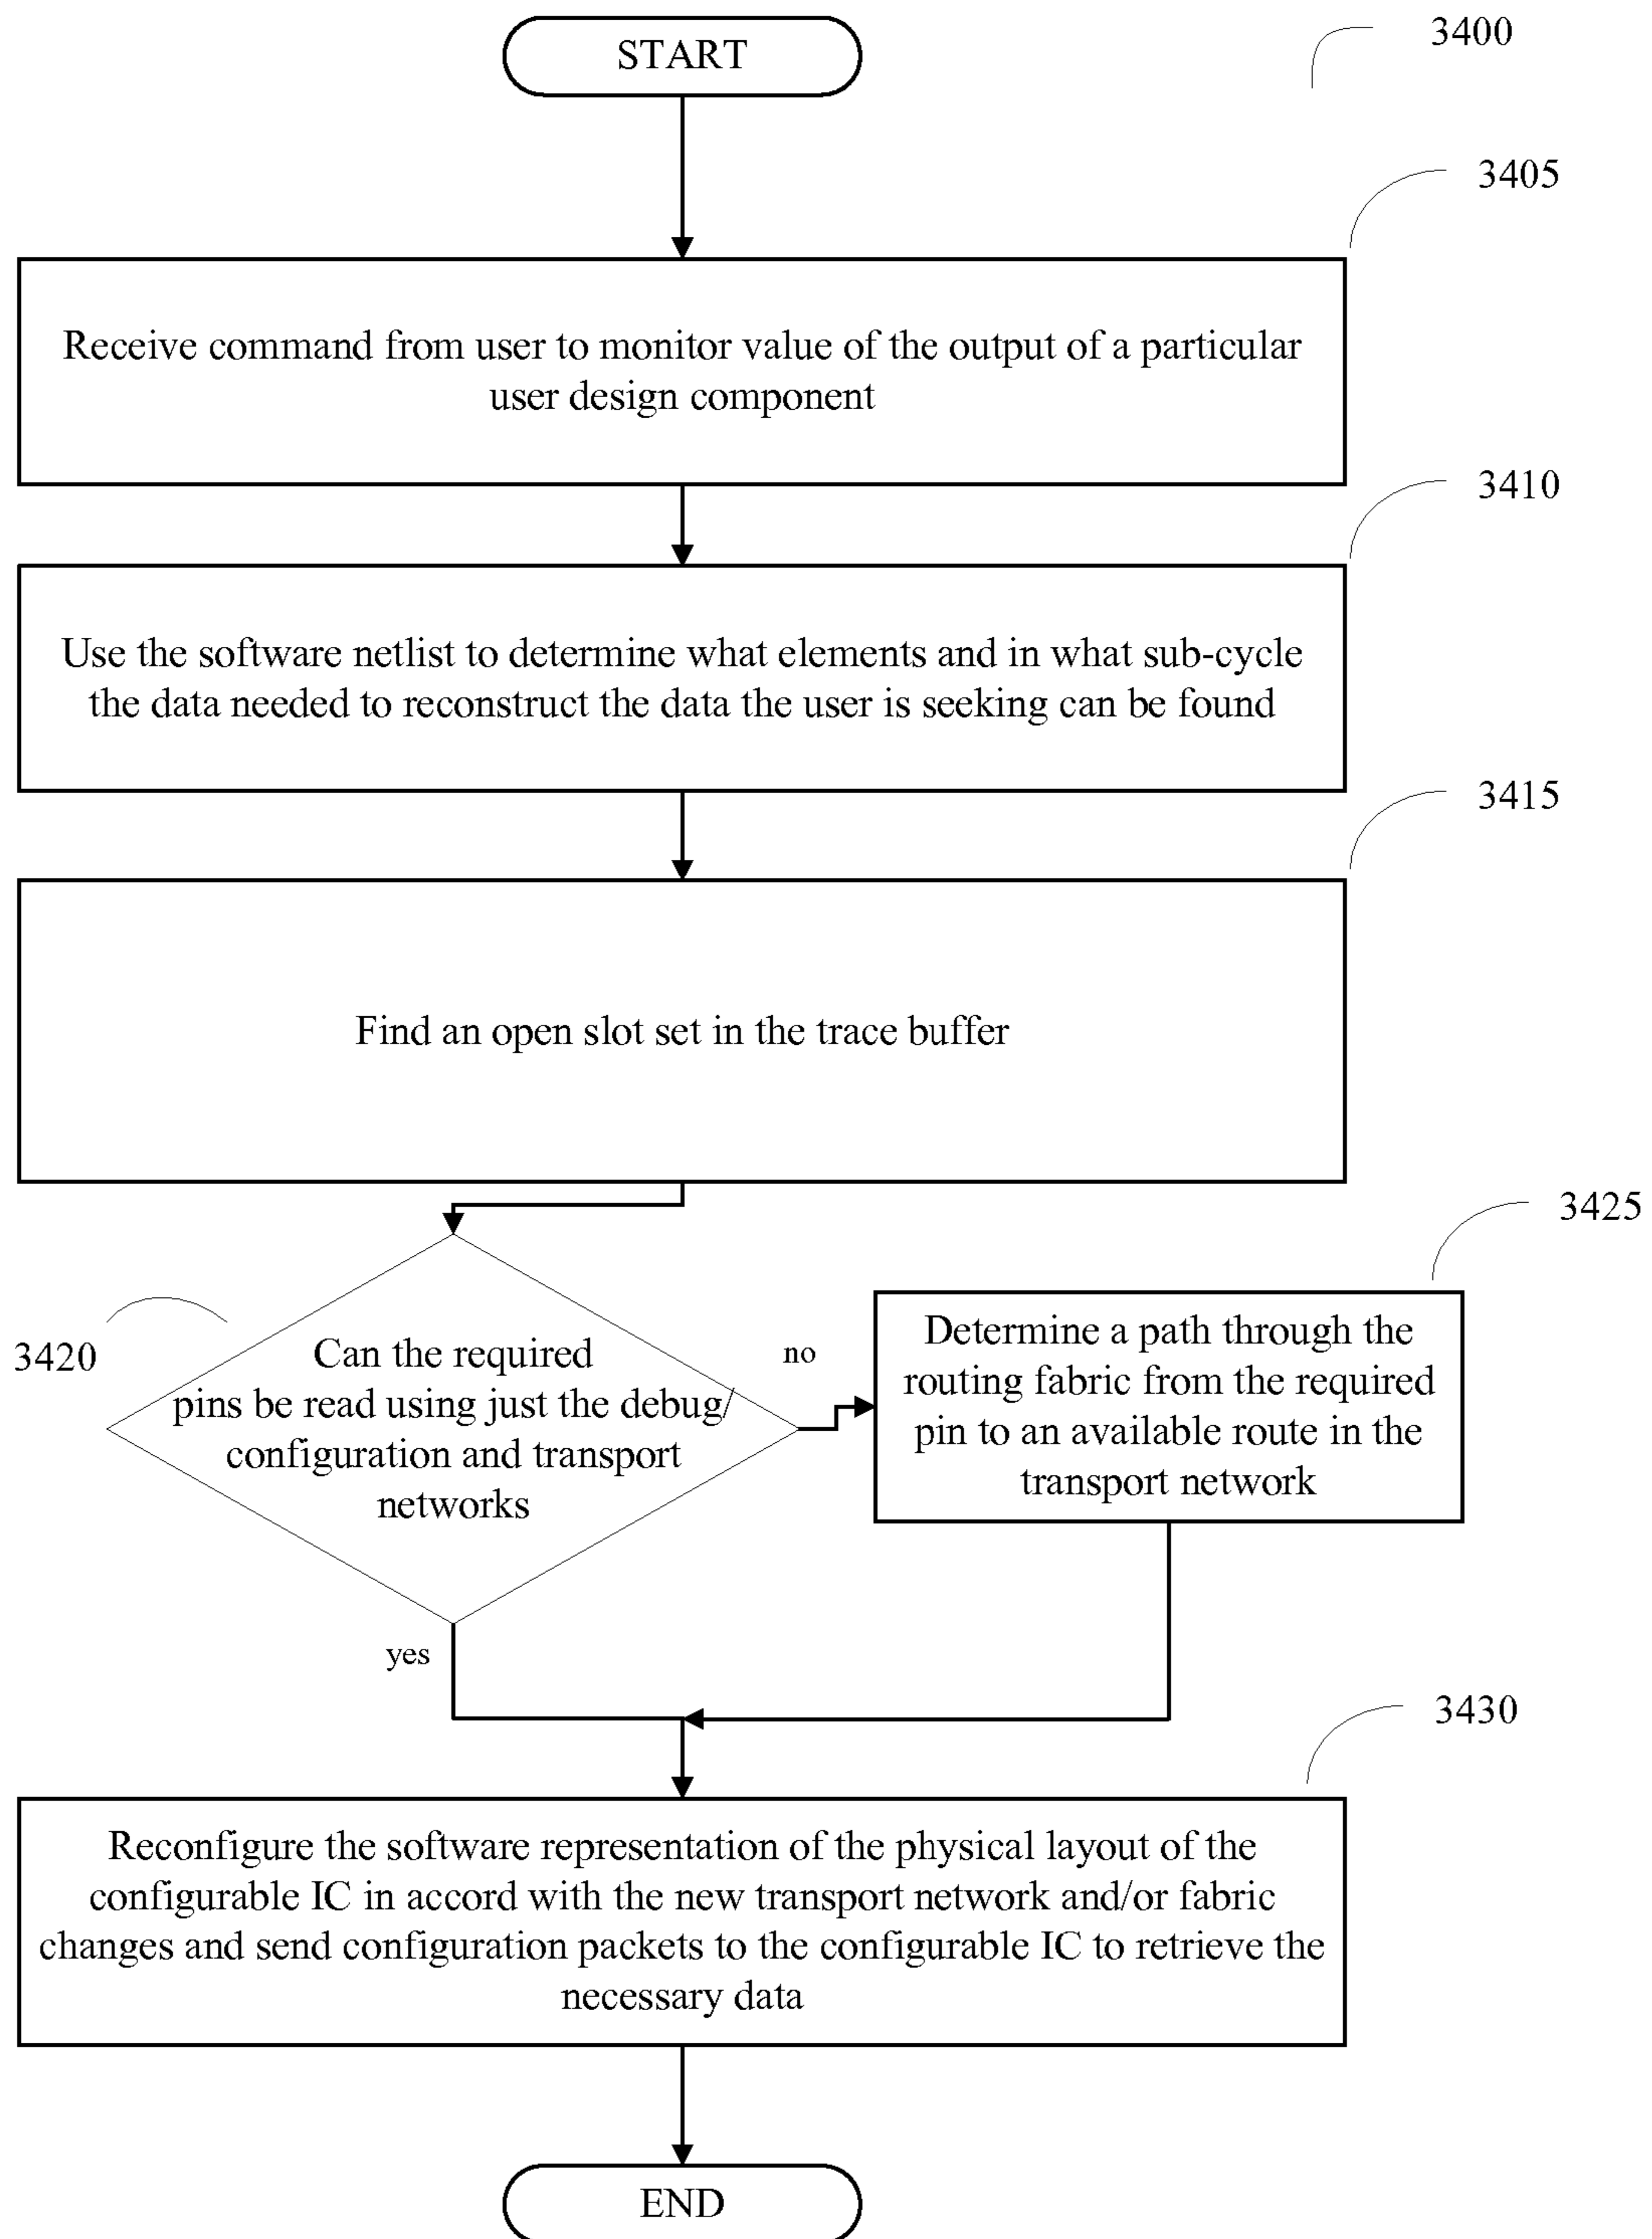 START
3400
3405
Receive command from user to monitor value of the output of a particular
user design component
3410
Use the software netlist to determine what elements and in what sub-cycle
the data needed to reconstruct the data the user is seeking can be found
3415
Find an open slot set in the trace buffer
3420
Can the required
pins be read using just the debug/
configuration and transport
networks
no
yes
3425
Determine a path through the
routing fabric from the required
pin to an available route in the
transport network
3430
Reconfigure the software representation of the physical layout of the
configurable IC in accord with the new transport network and/or fabric
changes and send configuration packets to the configurable IC to retrieve the
necessary data
END